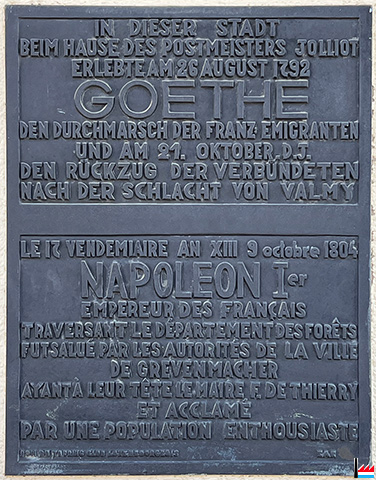 IN DIESER STADT
BEIM HAUSE DES POSTMEISTERS JOLLIOT
ERLEBTE AM 26 AUGUST 1792
GOETHE
DEN DURCHMARSCH DER FRANZ EMIGRANTEN
UND AM 21. OKTOBER. D.J.
DEN RÜCKZUG DER VERBÜNDETEN
NACH DER SCHLACHT VON VALMY
LE 17 VENDEMIAIRE AN XIII 9 octobre 1804
NAPOLEON Ier
EMPEREUR DES FRANÇAIS
TRAVERSANT LE DÉPARTEMENT DES FORÊTS
FUT SALUÉ PAR LES AUTORITÉS DE LA VILLE
DE GREVENMACHER
AYANT À LEUR TÊTE LE MAIRE F. DE THIERRY
ET ACCLAMÉ
PAR UNE POPULATION ENTHOUSIASTE